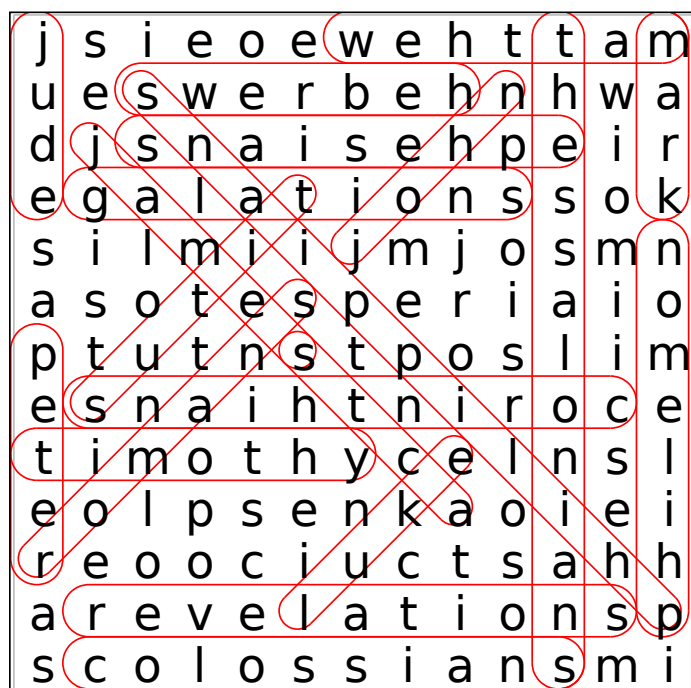 j s i e o e w e h t t a m
u e s w e r b e h n h w a
d j s n a i s e h p e i r
e g a l a t i o n s s o k
s i l m i i j m j o s m n
a s o t e s p e r i a i o
p t u t n s t p o s l i m
e s n a i h t n i r o c e
t i m o t h y c e l n s l
e o l p s e n k a o i e i
r e o o c i u c t s a h h
a r e v e l a t i o n s p
s c o l o s s i a n s m i